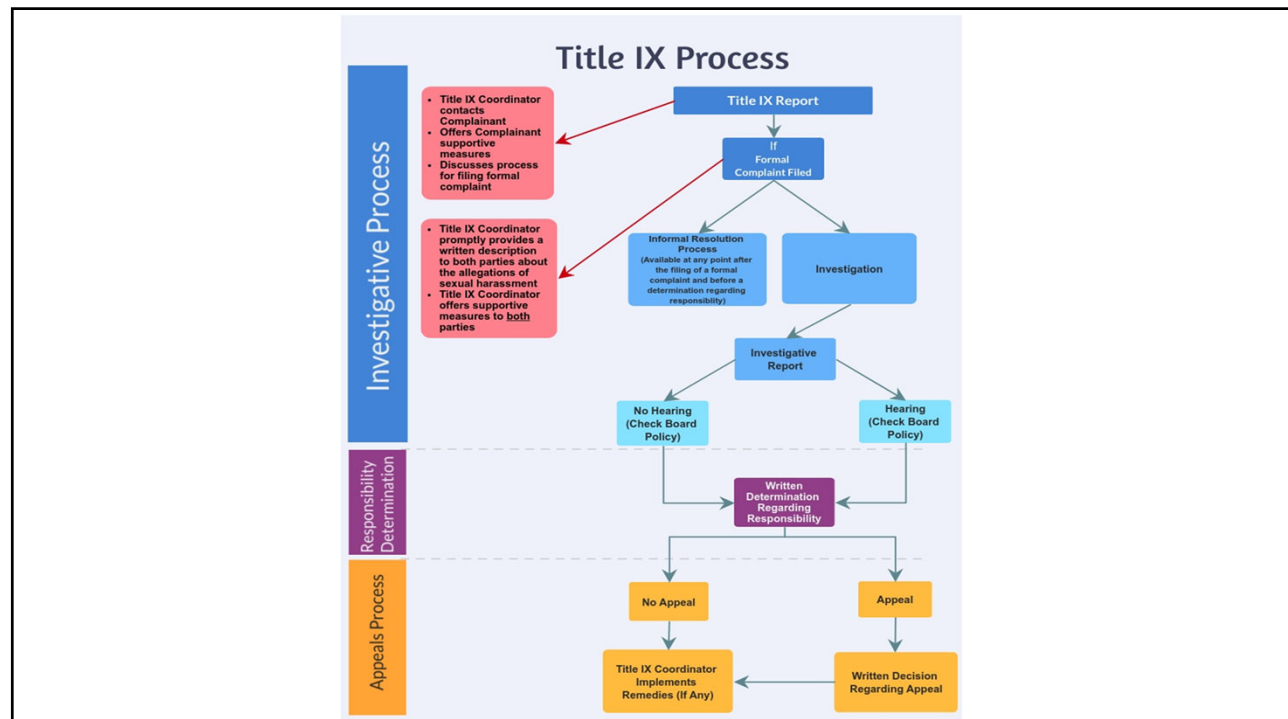 Title IX Process
Investigative Process
• Title IX Coordinator
contacts
Complainant
• Offers Complainant
supportive
measures
• Discusses process
for filing formal
complaint
Title IX Report
If
Formal
Complaint Filed
• Title IX Coordinator
promptly provides a
written description
to both parties about
the allegations of
sexual harassment
• Title IX Coordinator
offers supportive
measures to both
parties
Informal Resolution
Process
(Available at any point after
the filing of a formal
complaint and before a
determination regarding
responsiblity)
Investigation
Investigative
Report
No Hearing
(Check Board
Policy)
Hearing
(Check Board
Policy)
Responsibility
Determination
Written
Determination
Regarding
Responsibility
Appeals Process
No Appeal
Appeal
Title IX Coordinator
Implements
Remedies (If Any)
Written Decision
Regarding Appeal